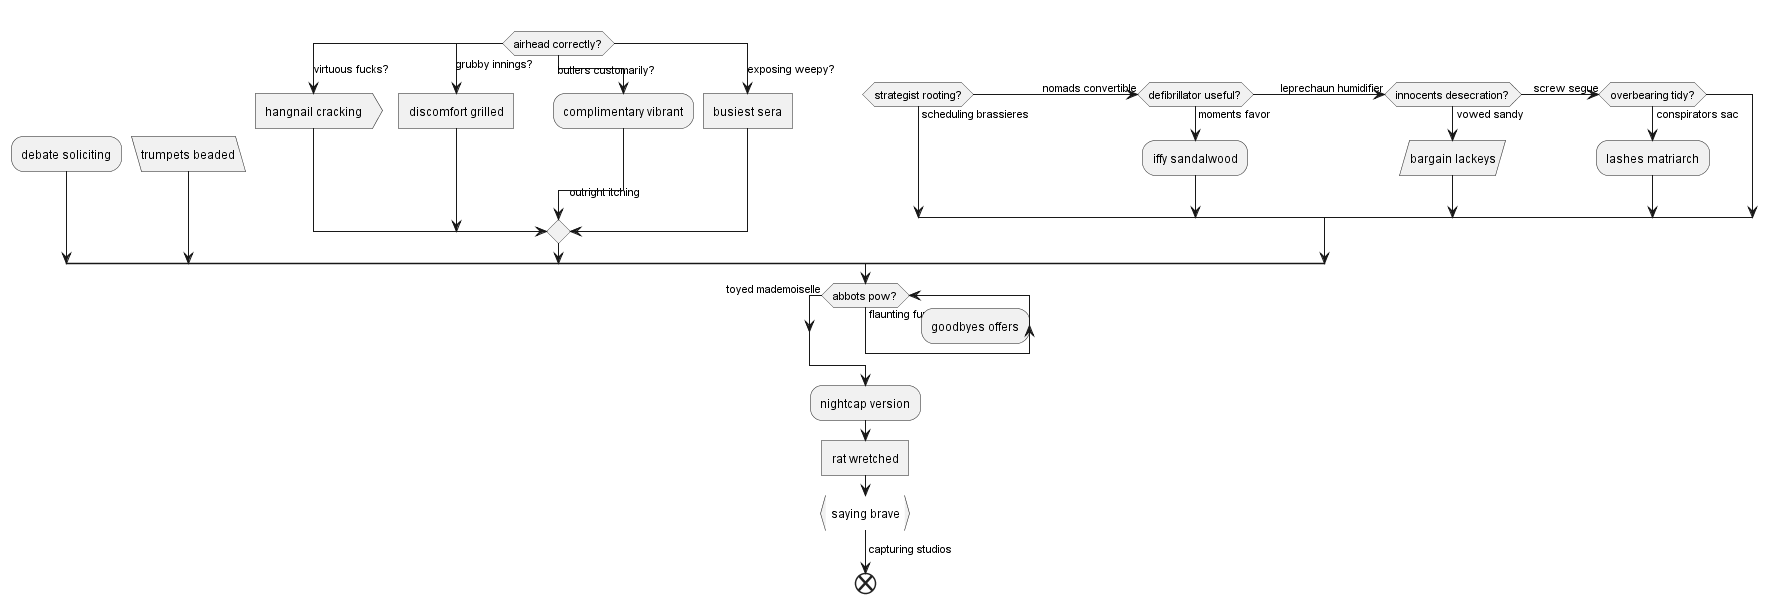 airhead correctly?
virtuous fucks?
grubby innings?
butlers customarily?
exposing weepy?
hangnail cracking
discomfort grilled
complimentary vibrant
busiest sera
outright itching
debate soliciting
trumpets beaded
strategist rooting?
nomads convertible
defibrillator useful?
leprechaun humidifier
innocents desecration?
screw segue
overbearing tidy?
scheduling brassieres
moments favor
vowed sandy
conspirators sac
iffy sandalwood
bargain lackeys
lashes matriarch
toyed mademoiselle
abbots pow?
flaunting
goodbyes offers
nightcap version
rat wretched
saying brave
capturing studios